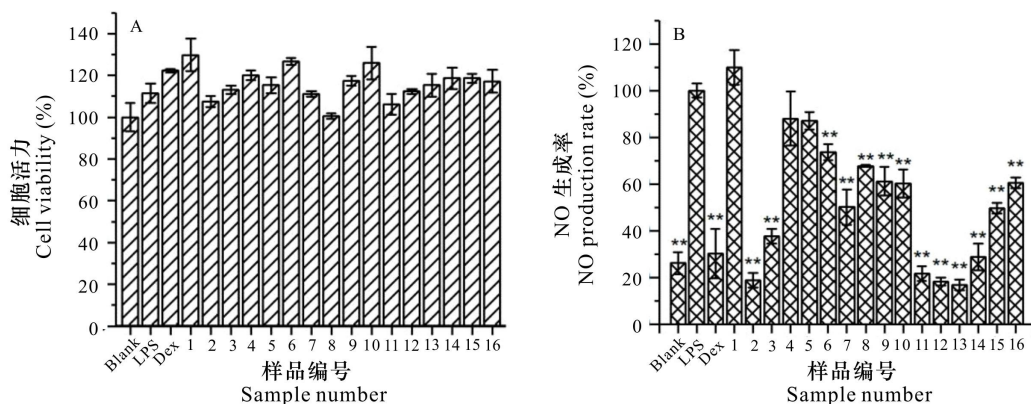 A
细胞活力
Cell viability (%)
140
120
100
80
60
40
20
0
Blank LPS Dex 1 2 3 4 5 6 7 8 9 10 11 12 13 14 15 16
样品编号
Sample number
B
NO 生成率
NO production rate (%)
120
100
80
60
40
20
0
** ** ** ** ** ** ** ** ** ** ** ** ** ** **
Blank LPS Dex 1 2 3 4 5 6 7 8 9 10 11 12 13 14 15 16
样品编号
Sample number